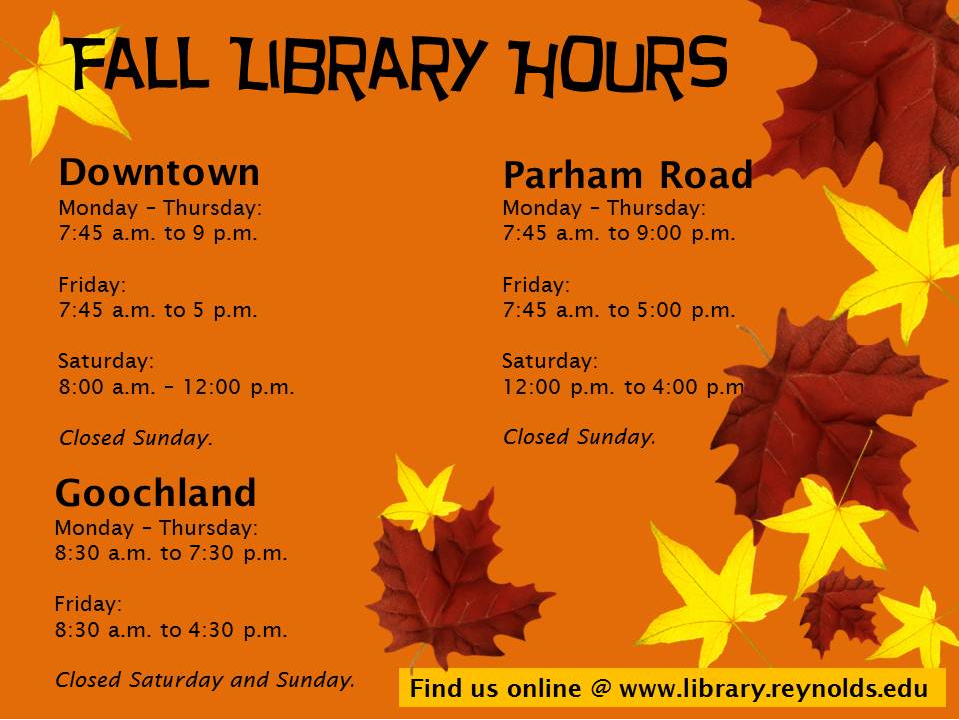 Fall Library Hours
Downtown
Monday – Thursday:
7:45 a.m. to 9 p.m.
Friday:
7:45 a.m. to 5 p.m.
Saturday:
8:00 a.m. – 12:00 p.m.
Closed Sunday.
Parham Road
Monday – Thursday:
7:45 a.m. to 9:00 p.m.
Friday:
7:45 a.m. to 5:00 p.m.
Saturday:
12:00 p.m. to 4:00 p.m
Closed Sunday.
Goochland
Monday – Thursday:
8:30 a.m. to 7:30 p.m.
Friday:
8:30 a.m. to 4:30 p.m.
Closed Saturday and Sunday.
Find us online @ www.library.reynolds.edu